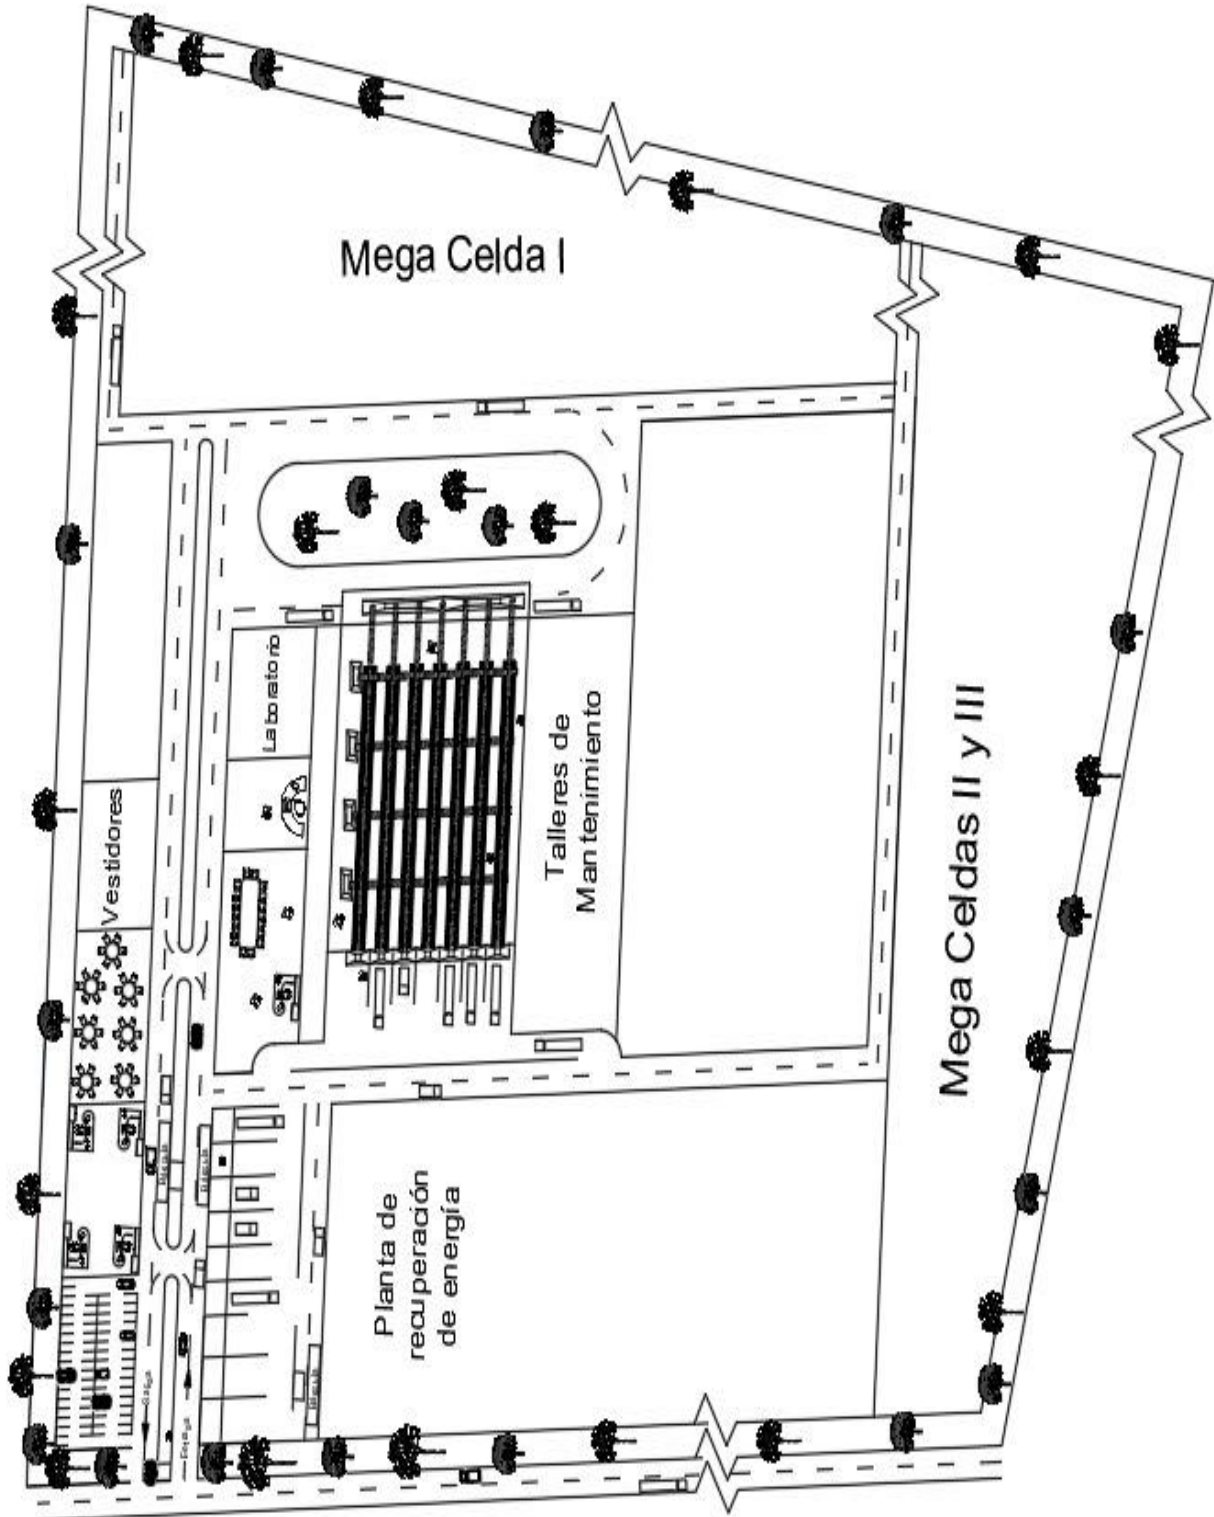 Mega Celda I
Laboratorio
Vestidores
Talleres de
Mantenimiento
Mega Celdas II y III
Planta de
recuperación
de energía